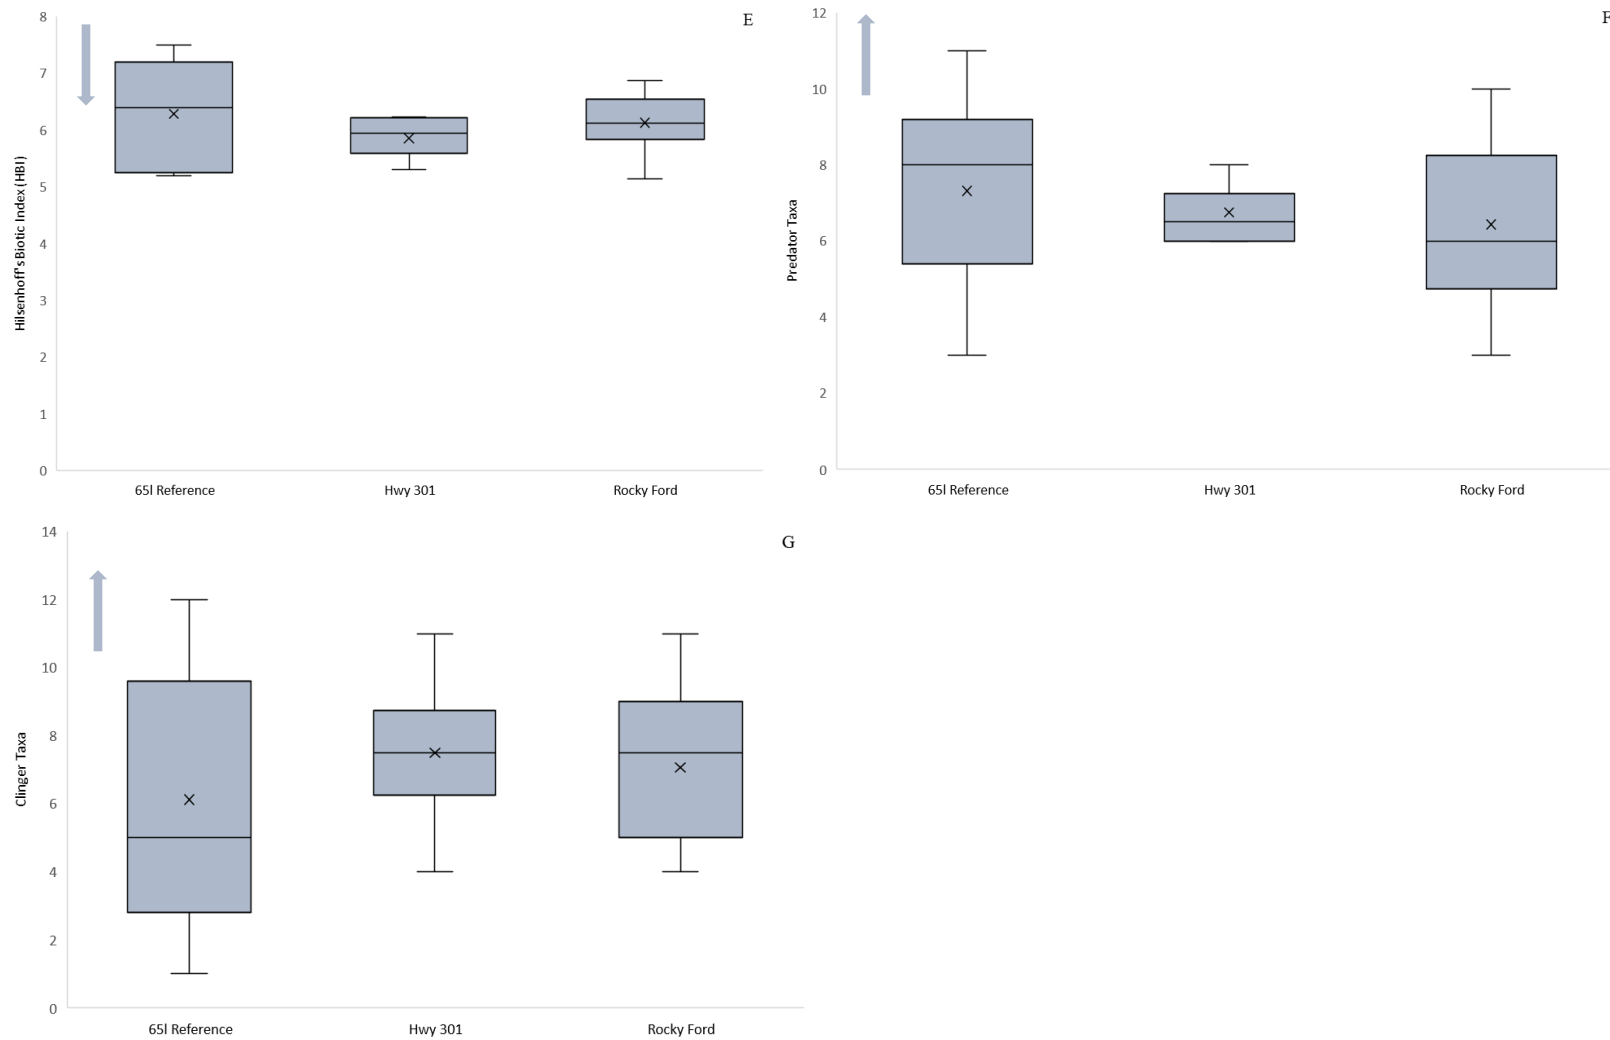 E
8
7
6
5
4
3
2
1
0
Hilsenhoff's Biotic Index (HBI)
65l Reference
Hwy 301
Rocky Ford
F
12
10
8
6
4
2
0
Predator Taxa
65l Reference
Hwy 301
Rocky Ford
G
14
12
10
8
6
4
2
0
Clinger Taxa
65l Reference
Hwy 301
Rocky Ford